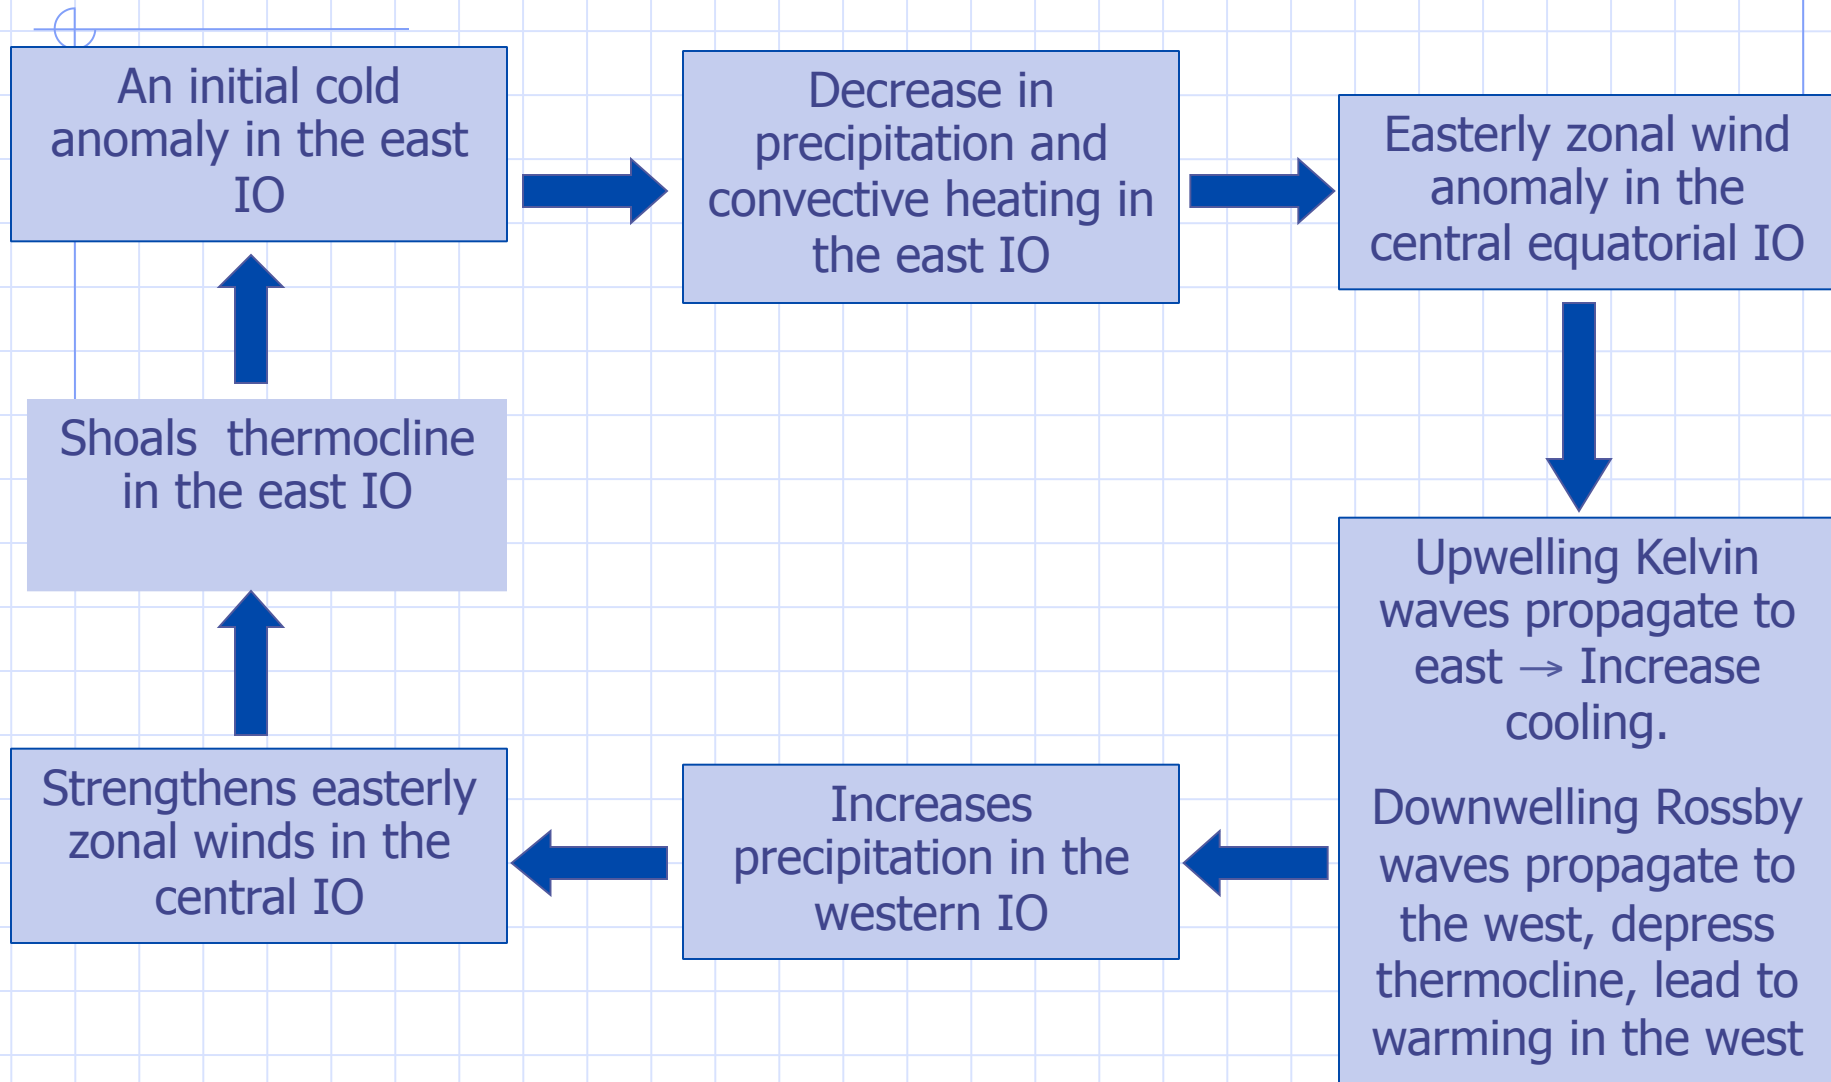 An initial cold
anomaly in the east
IO
Decrease in
precipitation and
convective heating in
the east IO
Easterly zonal wind
anomaly in the
central equatorial IO
Upwelling Kelvin
waves propagate to
east → Increase
cooling.
Downwelling Rossby
waves propagate to
the west, depress
thermocline, lead to
warming in the west
Increases
precipitation in the
western IO
Strengthens easterly
zonal winds in the
central IO
Shoals  thermocline
in the east IO